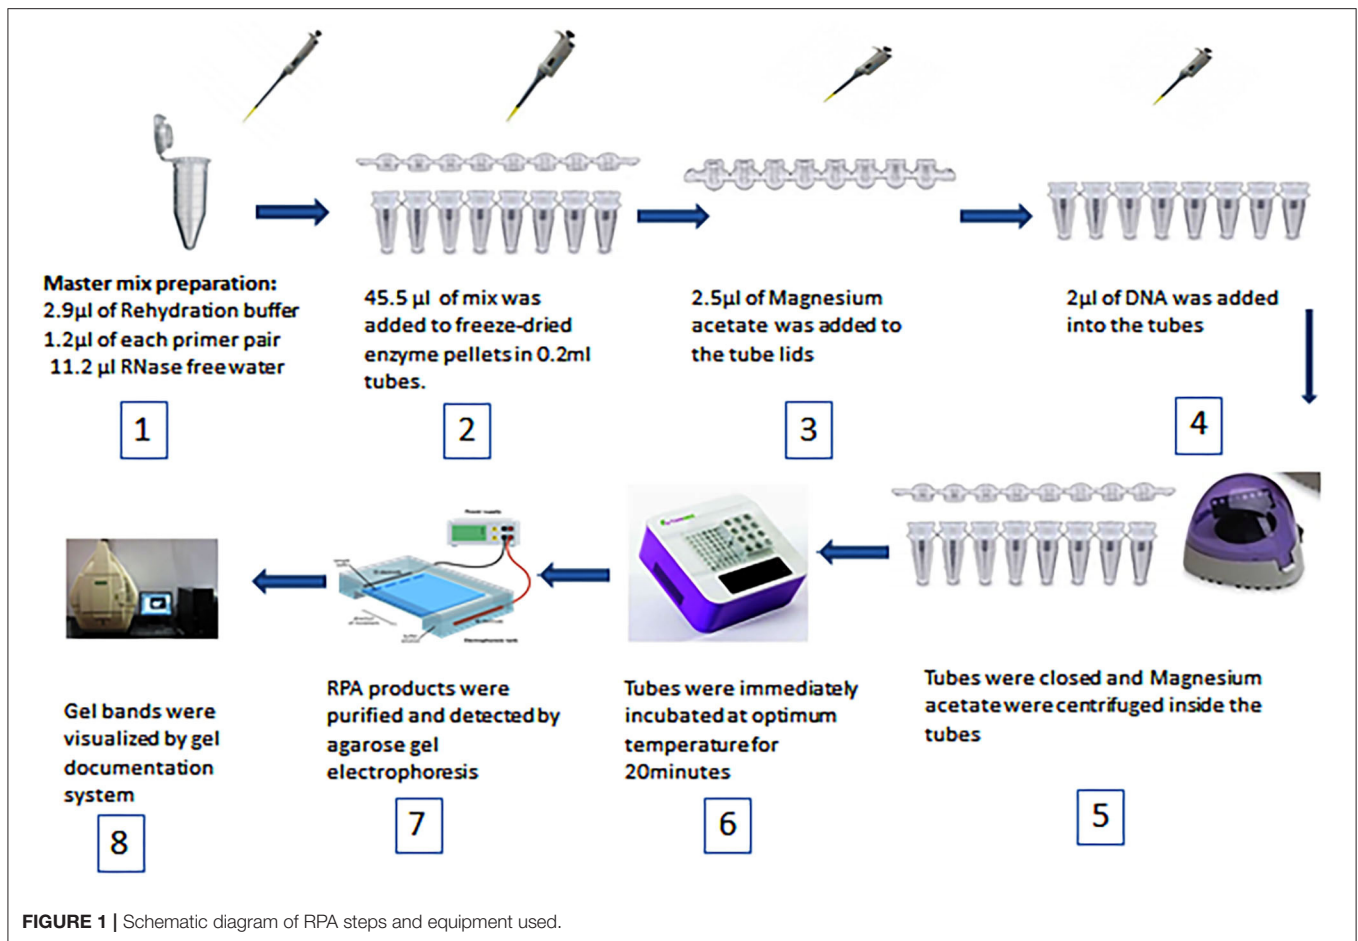 Master mix preparation:
2.9µl of Rehydration buffer
1.2µl of each primer pair
11.2 µl RNase free water
1
45.5 µl of mix was
added to freeze-dried
enzyme pellets in 0.2ml
tubes.
2
2.5µl of Magnesium
acetate was added to
the tube lids
3
2µl of DNA was added
into the tubes
4
Tubes were closed and Magnesium
acetate were centrifuged inside the
tubes
5
Tubes were immediately
incubated at optimum
temperature for
20minutes
6
Power supply
Electrophoresis tank
RPA products were
purified and detected by
agarose gel
electrophoresis
7
Gel bands were
visualized by gel
documentation
system
8
FIGURE 1 | Schematic diagram of RPA steps and equipment used.